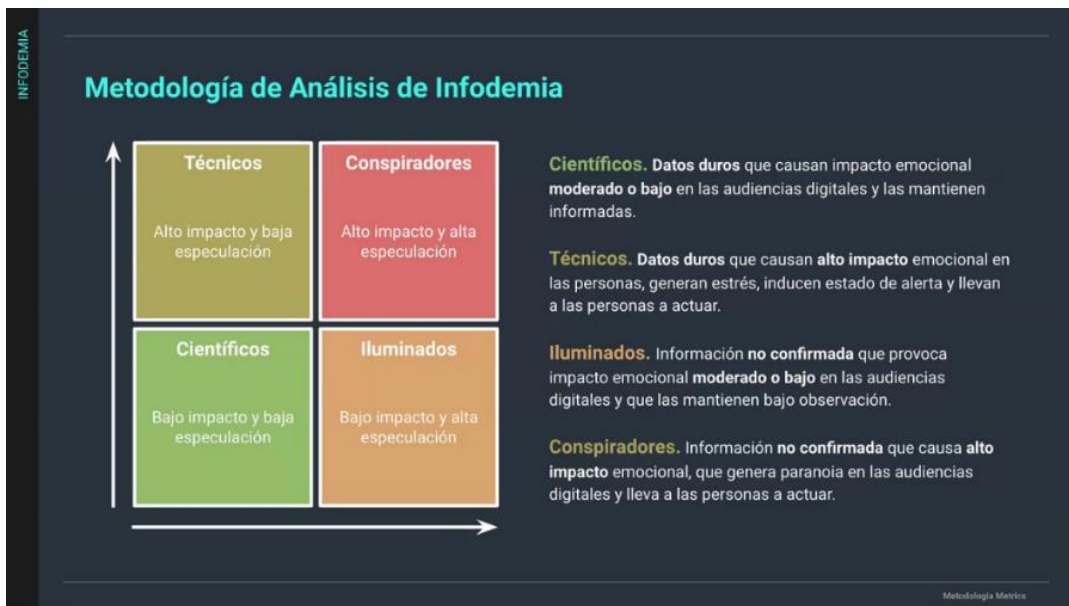 INFODEMIA
Metodología de Análisis de Infodemia
Técnicos
Alto impacto y baja
especulación
Conspiradores
Alto impacto y alta
especulación
Científicos
Bajo impacto y baja
especulación
Iluminados
Bajo impacto y alta
especulación
Científicos. Datos duros que causan impacto emocional
moderado o bajo en las audiencias digitales y las mantienen
informadas.
Técnicos. Datos duros que causan alto impacto emocional en
las personas, generan estrés, inducen estado de alerta y llevan
a las personas a actuar.
Iluminados. Información no confirmada que provoca
impacto emocional moderado o bajo en las audiencias
digitales y que las mantienen bajo observación.
Conspiradores. Información no confirmada que causa alto
impacto emocional, que genera paranoia en las audiencias
digitales y lleva a las personas a actuar.
Metodología Metrics